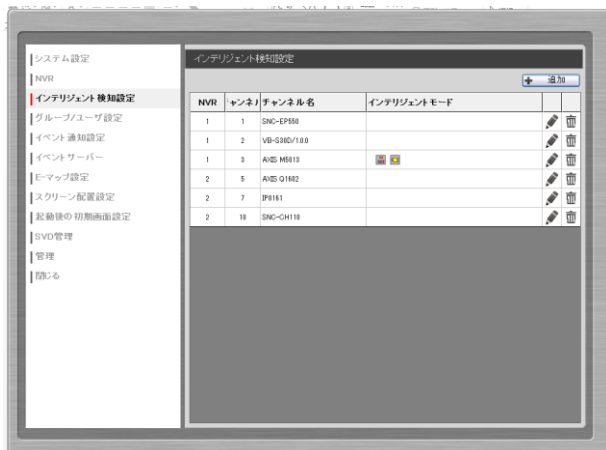 システム設定
NVR
インテリジェント検知設定
グループ/ユーザ設定
イベント通知設定
イベントサーバー
E-マップ設定
スクリーン配置設定
起動後の初期画面設定
SVD管理
管理
閉じる
インテリジェント検知設定
追加
NVR チャンネル名 インテリジェントモード
1 1 SNC-EP550
1 2 VB-S30D/1.0.0
1 3 AXIS M5013
2 5 AXIS Q1602
2 7 IP8161
2 10 SNC-CH110